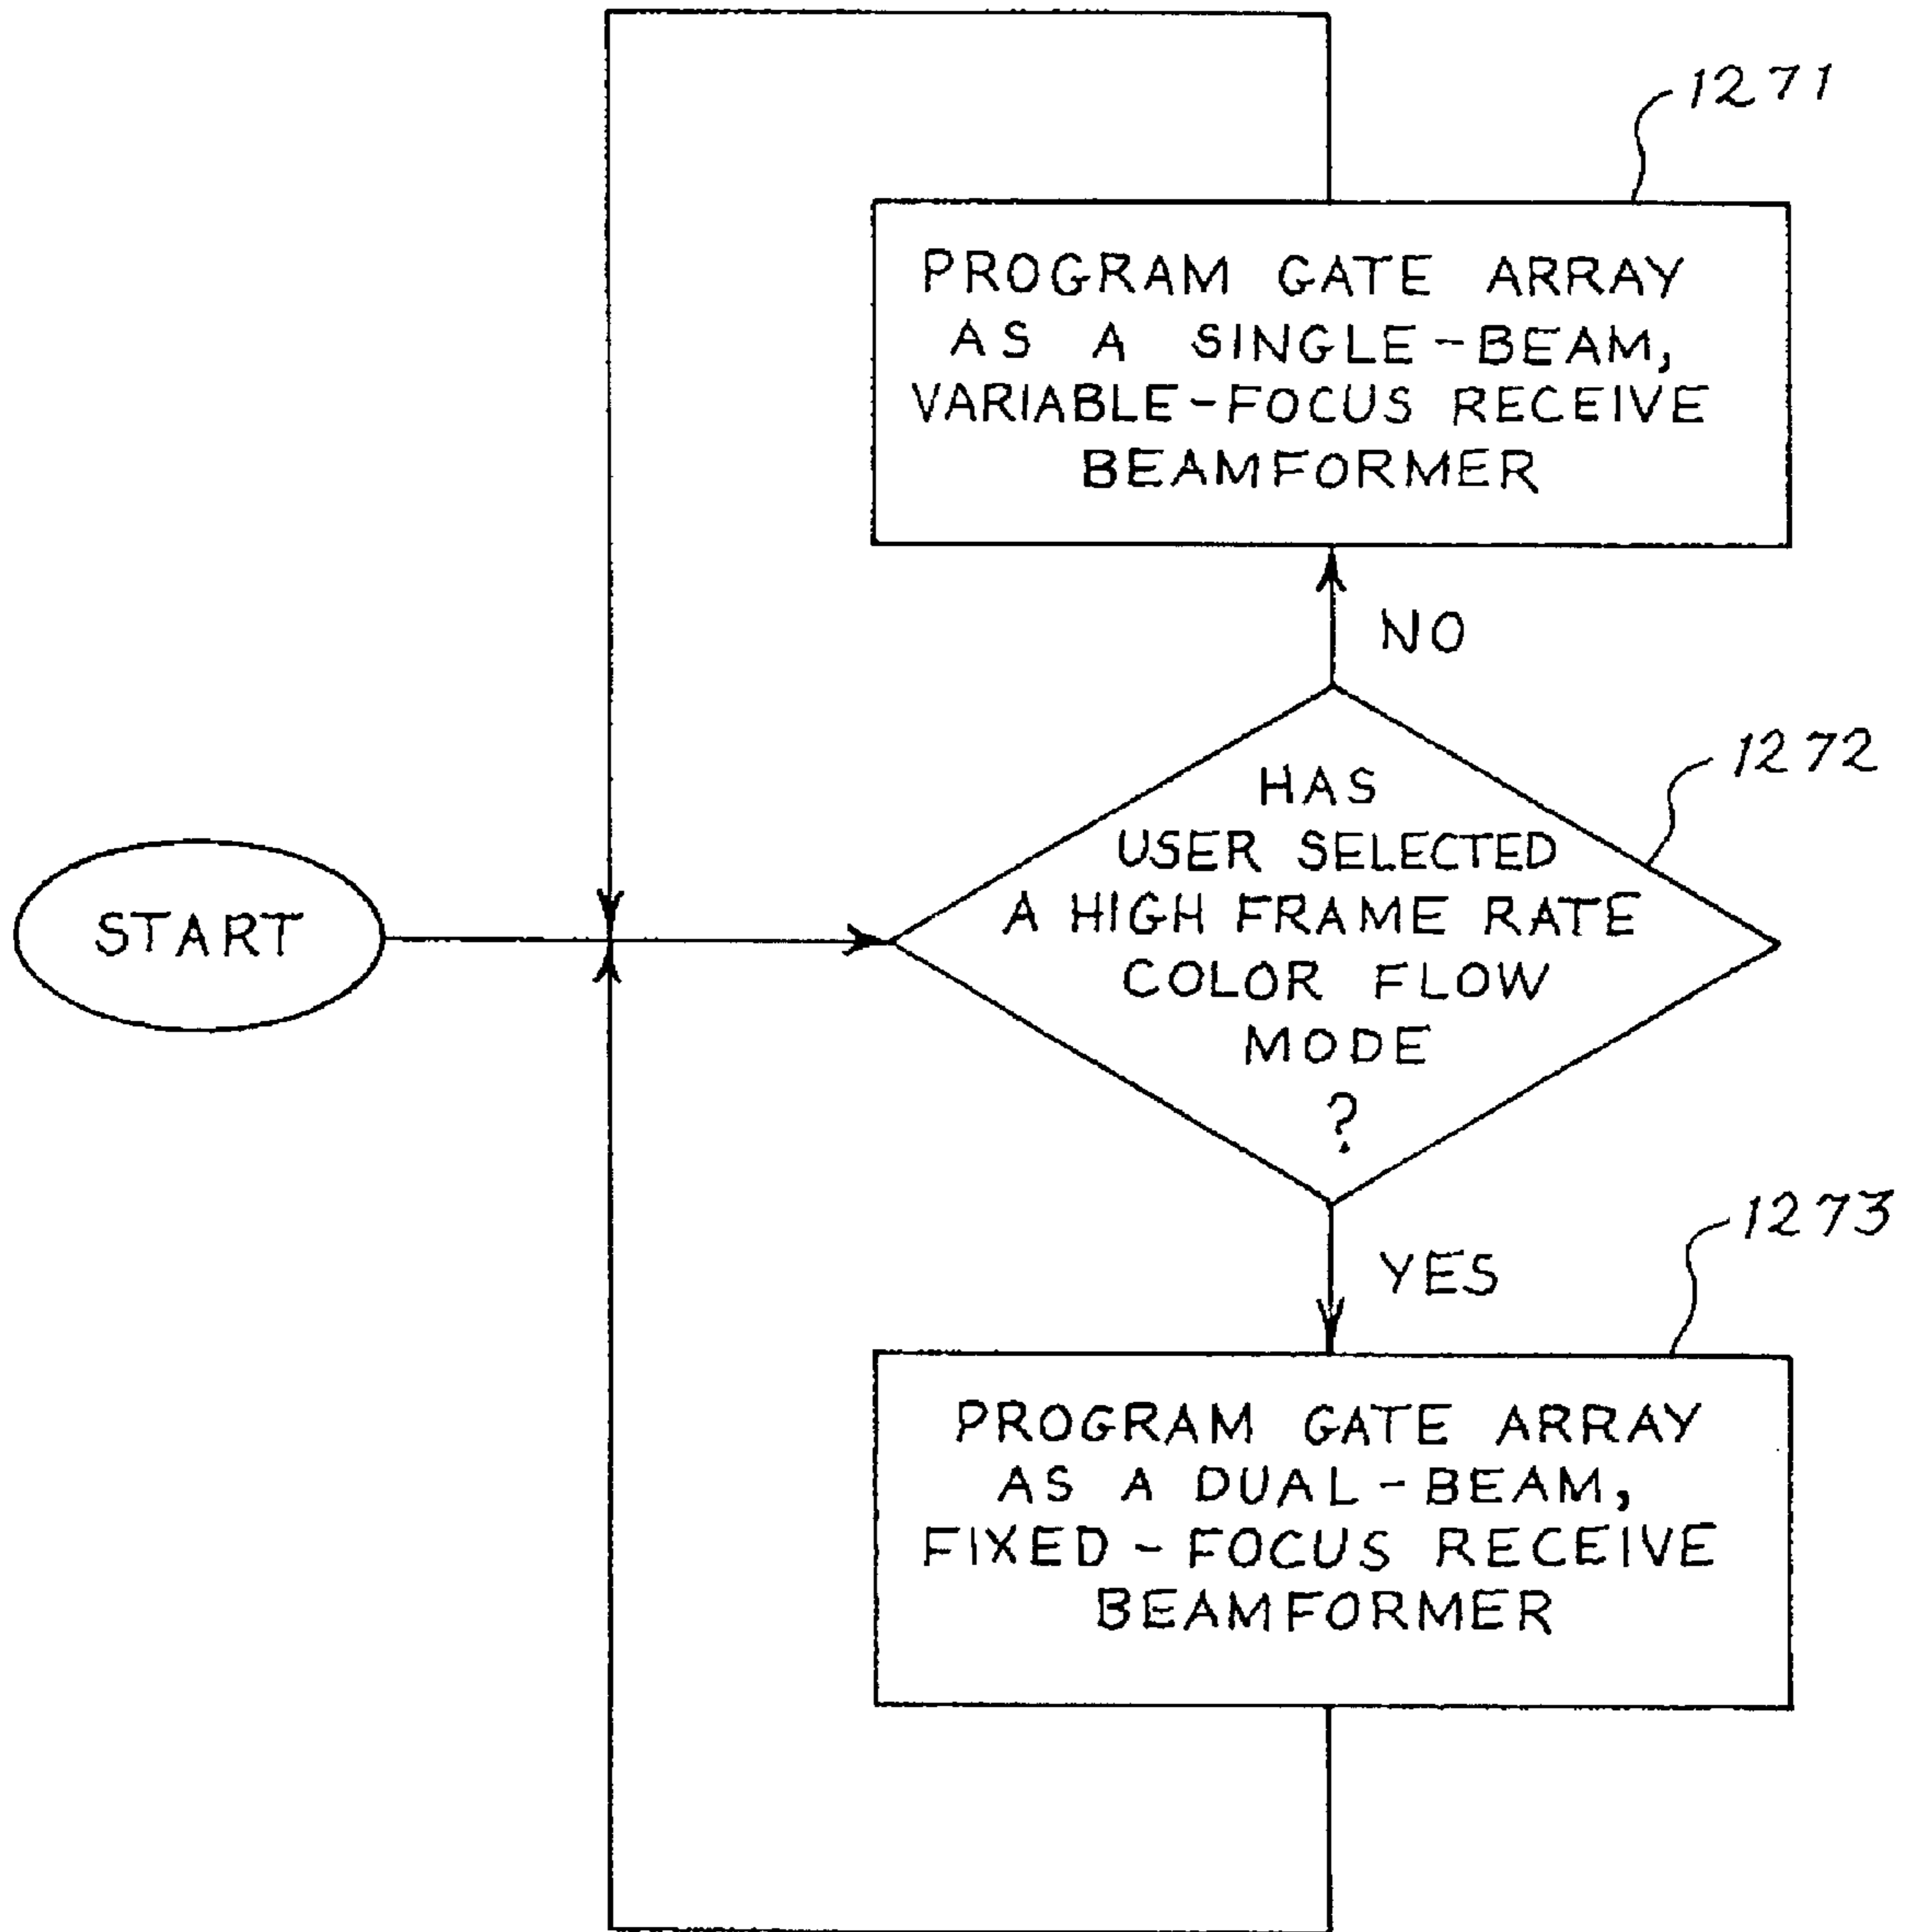 1271
PROGRAM GATE ARRAY
AS A SINGLE-BEAM,
VARIABLE-FOCUS RECEIVE
BEAMFORMER
NO
1272
HAS
USER SELECTED
A HIGH FRAME RATE
COLOR FLOW
MODE
?
START
YES
1273
PROGRAM GATE ARRAY
AS A DUAL-BEAM,
FIXED-FOCUS RECEIVE
BEAMFORMER